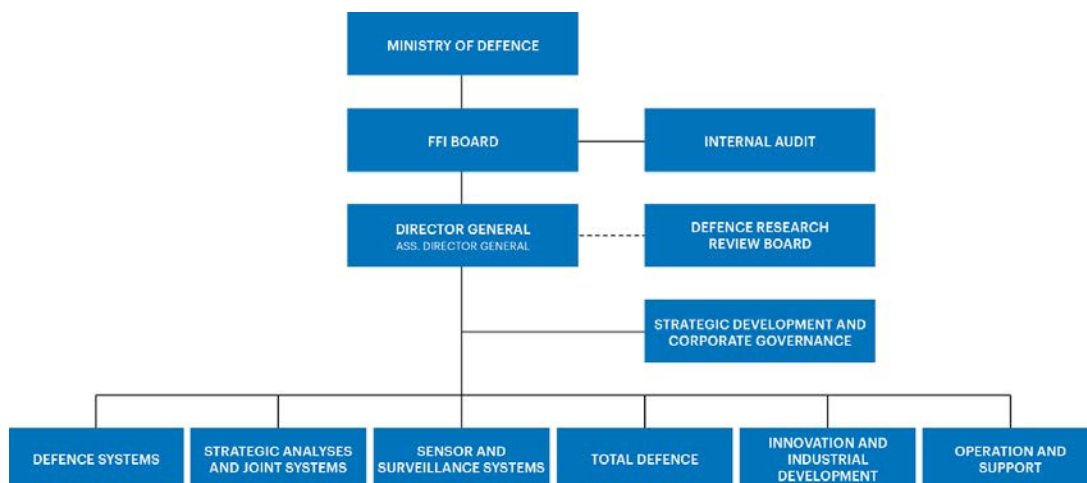 MINISTRY OF DEFENCE
FFI BOARD
INTERNAL AUDIT
DIRECTOR GENERAL
ASS. DIRECTOR GENERAL
DEFENCE RESEARCH
REVIEW BOARD
STRATEGIC DEVELOPMENT AND
CORPORATE GOVERNANCE
DEFENCE SYSTEMS
STRATEGIC ANALYSES
AND JOINT SYSTEMS
SENSOR AND
SURVEILLANCE SYSTEMS
TOTAL DEFENCE
INNOVATION AND
INDUSTRIAL
DEVELOPMENT
OPERATION AND
SUPPORT